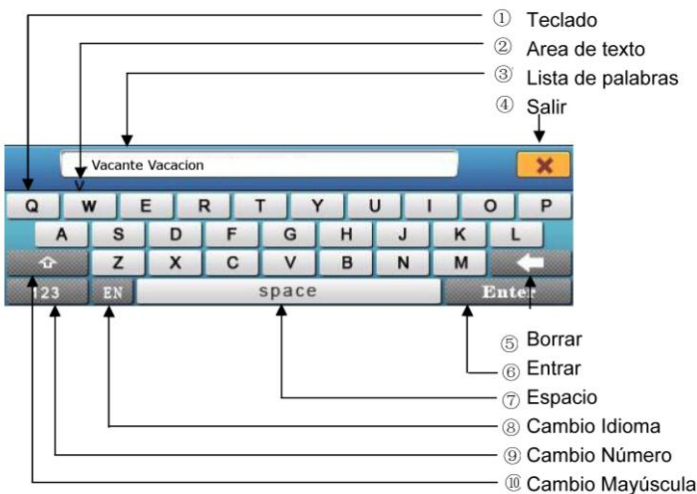 ① Teclado
② Area de texto
③ Lista de palabras
④ Salir
Vacante Vacacion
V
Q W E R T Y U I O P
A S D F G H J K L
Z X C V B N M
123 EN space Enter
⑤ Borrar
⑥ Entrar
⑦ Espacio
⑧ Cambio Idioma
⑨ Cambio Número
⑩ Cambio Mayúscula